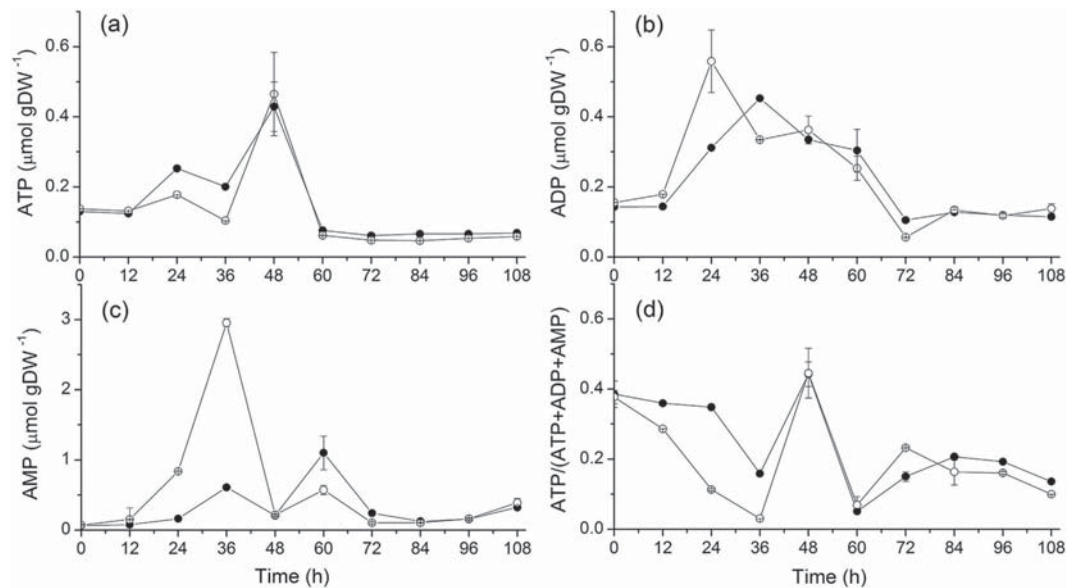 (a)
ATP (μmol gDW⁻¹)
0.6
0.4
0.2
0.0
0 12 24 36 48 60 72 84 96 108
(b)
ADP (μmol gDW⁻¹)
0.6
0.4
0.2
0.0
0 12 24 36 48 60 72 84 96 108
(c)
AMP (μmol gDW⁻¹)
3
2
1
0
0 12 24 36 48 60 72 84 96 108
Time (h)
(d)
ATP/(ATP+ADP+AMP)
0.6
0.4
0.2
0.0
0 12 24 36 48 60 72 84 96 108
Time (h)